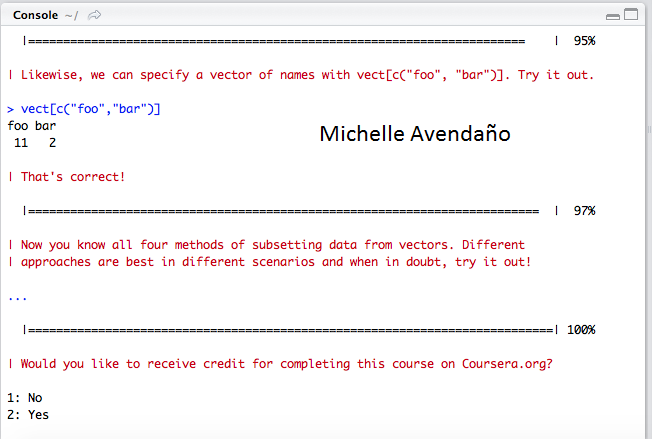 Console ~/
|======================================================================= | 95%
| Likewise, we can specify a vector of names with vect[c("foo", "bar")]. Try it out.
> vect[c("foo","bar")]
foo bar
11 2
Michelle Avendaño
| That's correct!
|========================================================================= | 97%
| Now you know all four methods of subsetting data from vectors. Different
| approaches are best in different scenarios and when in doubt, try it out!
...
|===========================================================================| 100%
| Would you like to receive credit for completing this course on Coursera.org?
1: No
2: Yes